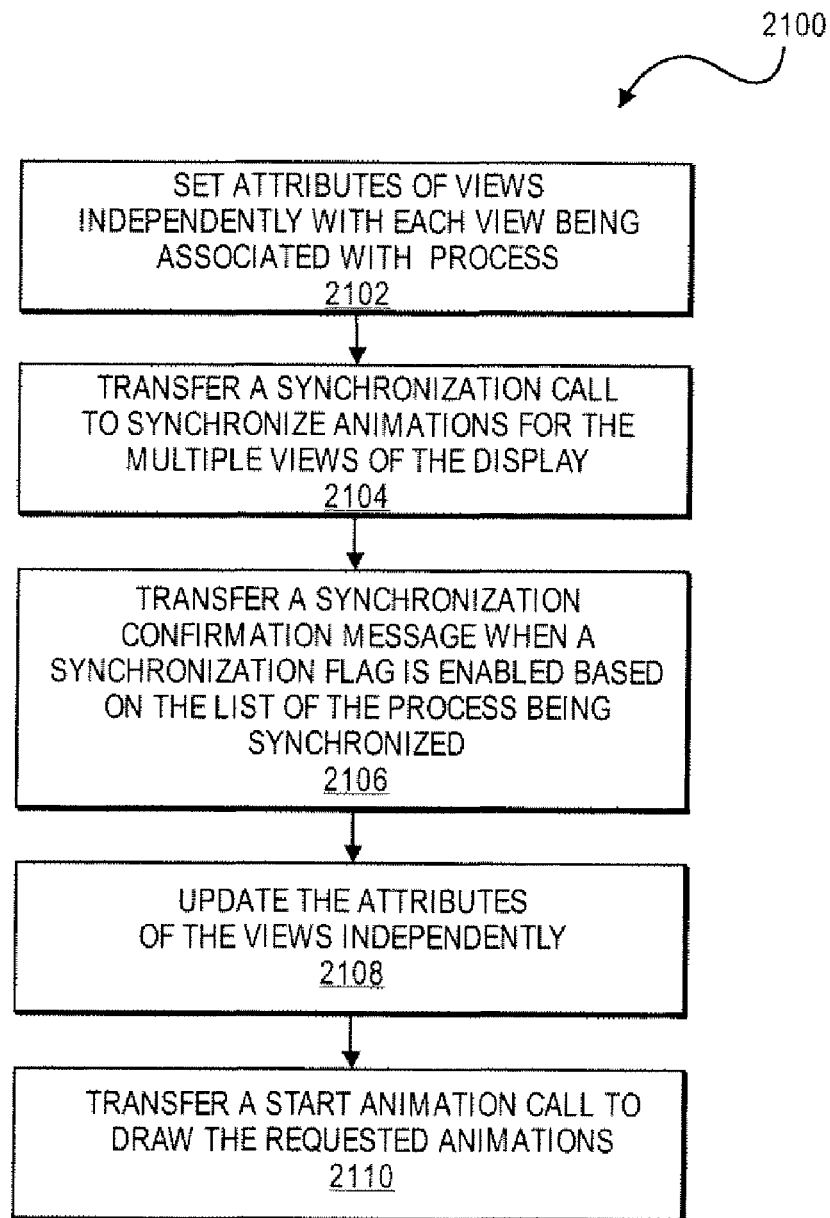 2100
SET ATTRIBUTES OF VIEWS
INDEPENDENTLY WITH EACH VIEW BEING
ASSOCIATED WITH PROCESS
2102
TRANSFER A SYNCHRONIZATION CALL
TO SYNCHRONIZE ANIMATIONS FOR THE
MULTIPLE VIEWS OF THE DISPLAY
2104
TRANSFER A SYNCHRONIZATION
CONFIRMATION MESSAGE WHEN A
SYNCHRONIZATION FLAG IS ENABLED BASED
ON THE LIST OF THE PROCESS BEING
SYNCHRONIZED
2106
UPDATE THE ATTRIBUTES
OF THE VIEWS INDEPENDENTLY
2108
TRANSFER A START ANIMATION CALL TO
DRAW THE REQUESTED ANIMATIONS
2110